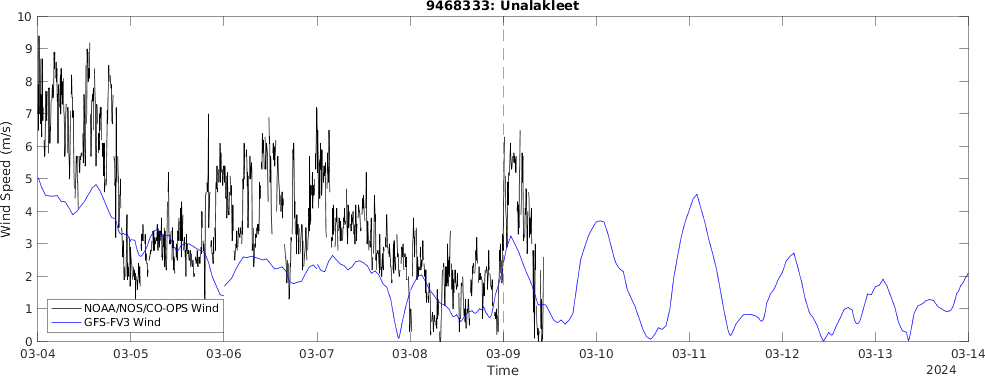 9468333: Unalakleet
10
9
8
7
6
5
4
3
2
1
0
Wind Speed (m/s)
NOAA/NOS/CO-OPS Wind
GFS-FV3 Wind
03-04 03-05 03-06 03-07 03-08 03-09 03-10 03-11 03-12 03-13 03-14
Time
2024